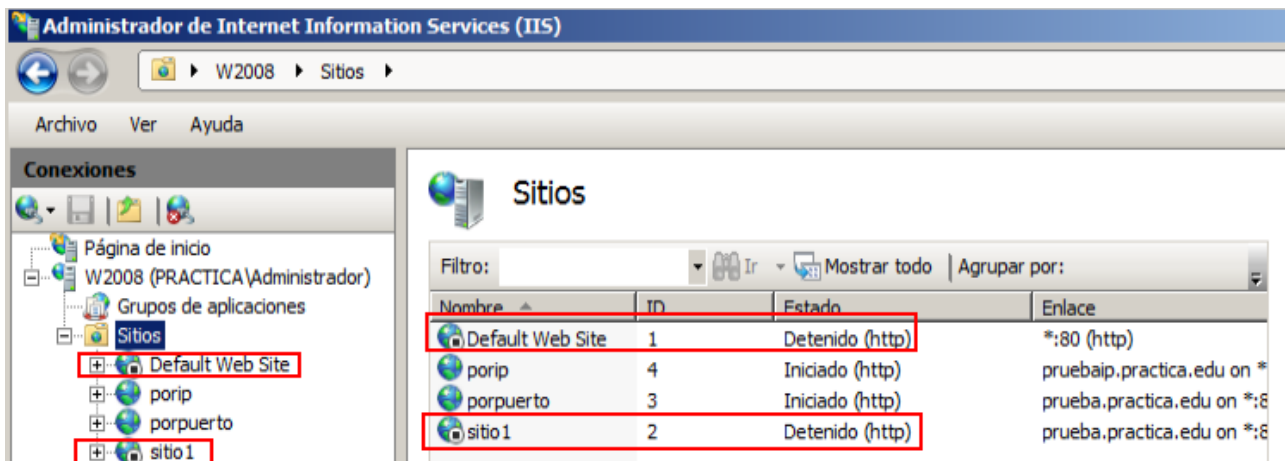 Administrador de Internet Information Services (IIS)
W2008 Sitios
Archivo Ver Ayuda
Conexiones
Página de inicio
W2008 (PRACTICA\Administrador)
Grupos de aplicaciones
Sitios
Default Web Site
porip
porpuerto
sitio1
Sitios
Filtro: Ir Mostrar todo Agrupar por:
Nombre ID Estado Enlace
Default Web Site 1 Detenido (http) *:80 (http)
porip 4 Iniciado (http) pruebaip.practica.edu on *
porpuerto 3 Iniciado (http) prueba.practica.edu on *:8
sitio1 2 Detenido (http) prueba.practica.edu on *:8